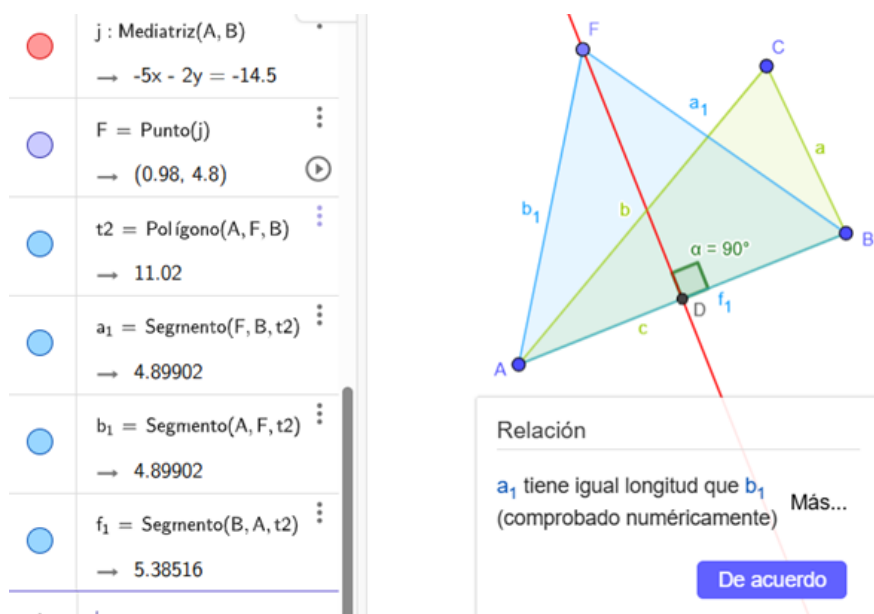 j : Mediatriz(A, B)
→ -5x - 2y = -14.5
F = Punto(j)
→ (0.98, 4.8)
t2 = Polígono(A, F, B)
→ 11.02
a₁ = Segmento(F, B, t2)
→ 4.89902
b₁ = Segmento(A, F, t2)
→ 4.89902
f₁ = Segmento(B, A, t2)
→ 5.38516
F
C
a₁
a
b₁
b
B
α = 90°
D
f₁
c
A
Relación
a₁ tiene igual longitud que b₁
(comprobado numéricamente)
Más...
De acuerdo